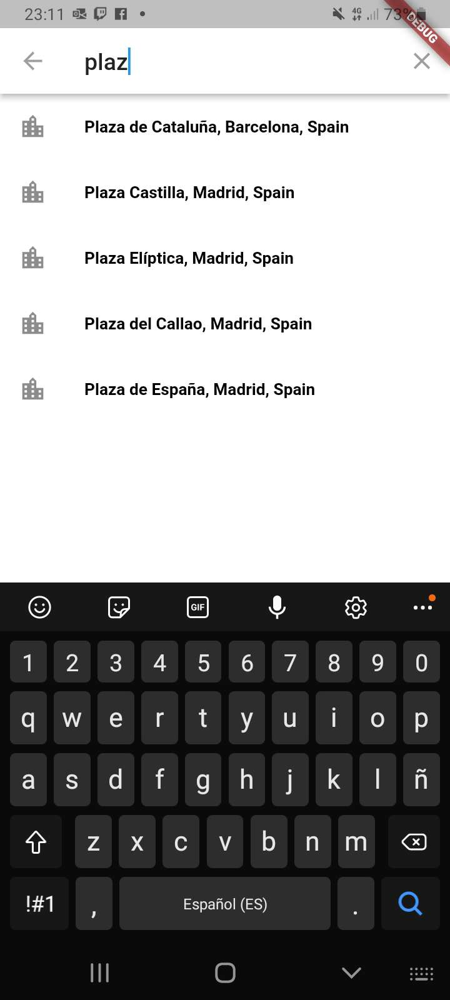 23:11
4G
73%
DEBUG
plaz
Plaza de Cataluña, Barcelona, Spain
Plaza Castilla, Madrid, Spain
Plaza Elíptica, Madrid, Spain
Plaza del Callao, Madrid, Spain
Plaza de España, Madrid, Spain
GIF
1 2 3 4 5 6 7 8 9 0
q w e r t y u i o p
a s d f g h j k l ñ
z x c v b n m
!#1 , Español (ES) .